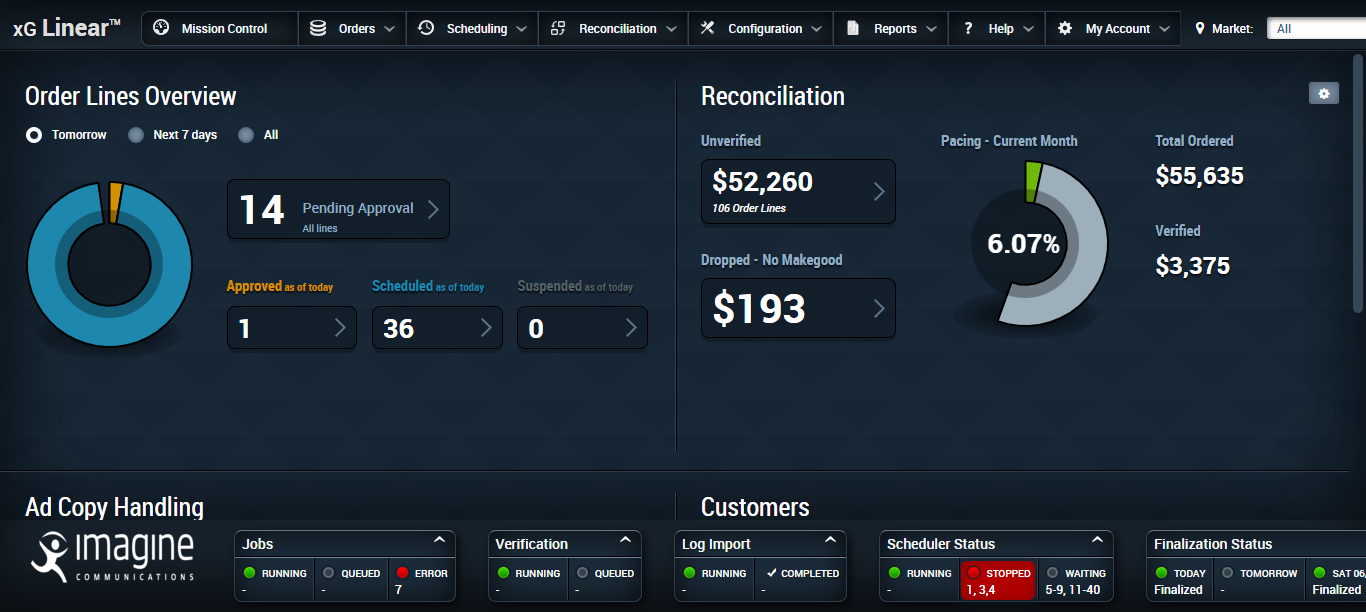 xG Linear™
Mission Control
Orders
Scheduling
Reconciliation
Configuration
Reports
? Help
My Account
Market:
All
Order Lines Overview
Tomorrow
Next 7 days
All
14 Pending Approval
All lines
Approved as of today
1
Scheduled as of today
36
Suspended as of today
0
Reconciliation
Unverified
$52,260
106 Order Lines
Dropped - No Makegood
$193
Pacing - Current Month
6.07%
Total Ordered
$55,635
Verified
$3,375
Ad Copy Handling
Customers
imagine
COMMUNICATIONS
Jobs
RUNNING
-
QUEUED
-
ERROR
7
Verification
RUNNING
-
QUEUED
-
Log Import
RUNNING
-
COMPLETED
-
Scheduler Status
RUNNING
-
STOPPED
1, 3,4
WAITING
5-9, 11-40
Finalization Status
TODAY
Finalized
TOMORROW
-
SAT 06,
Finalized